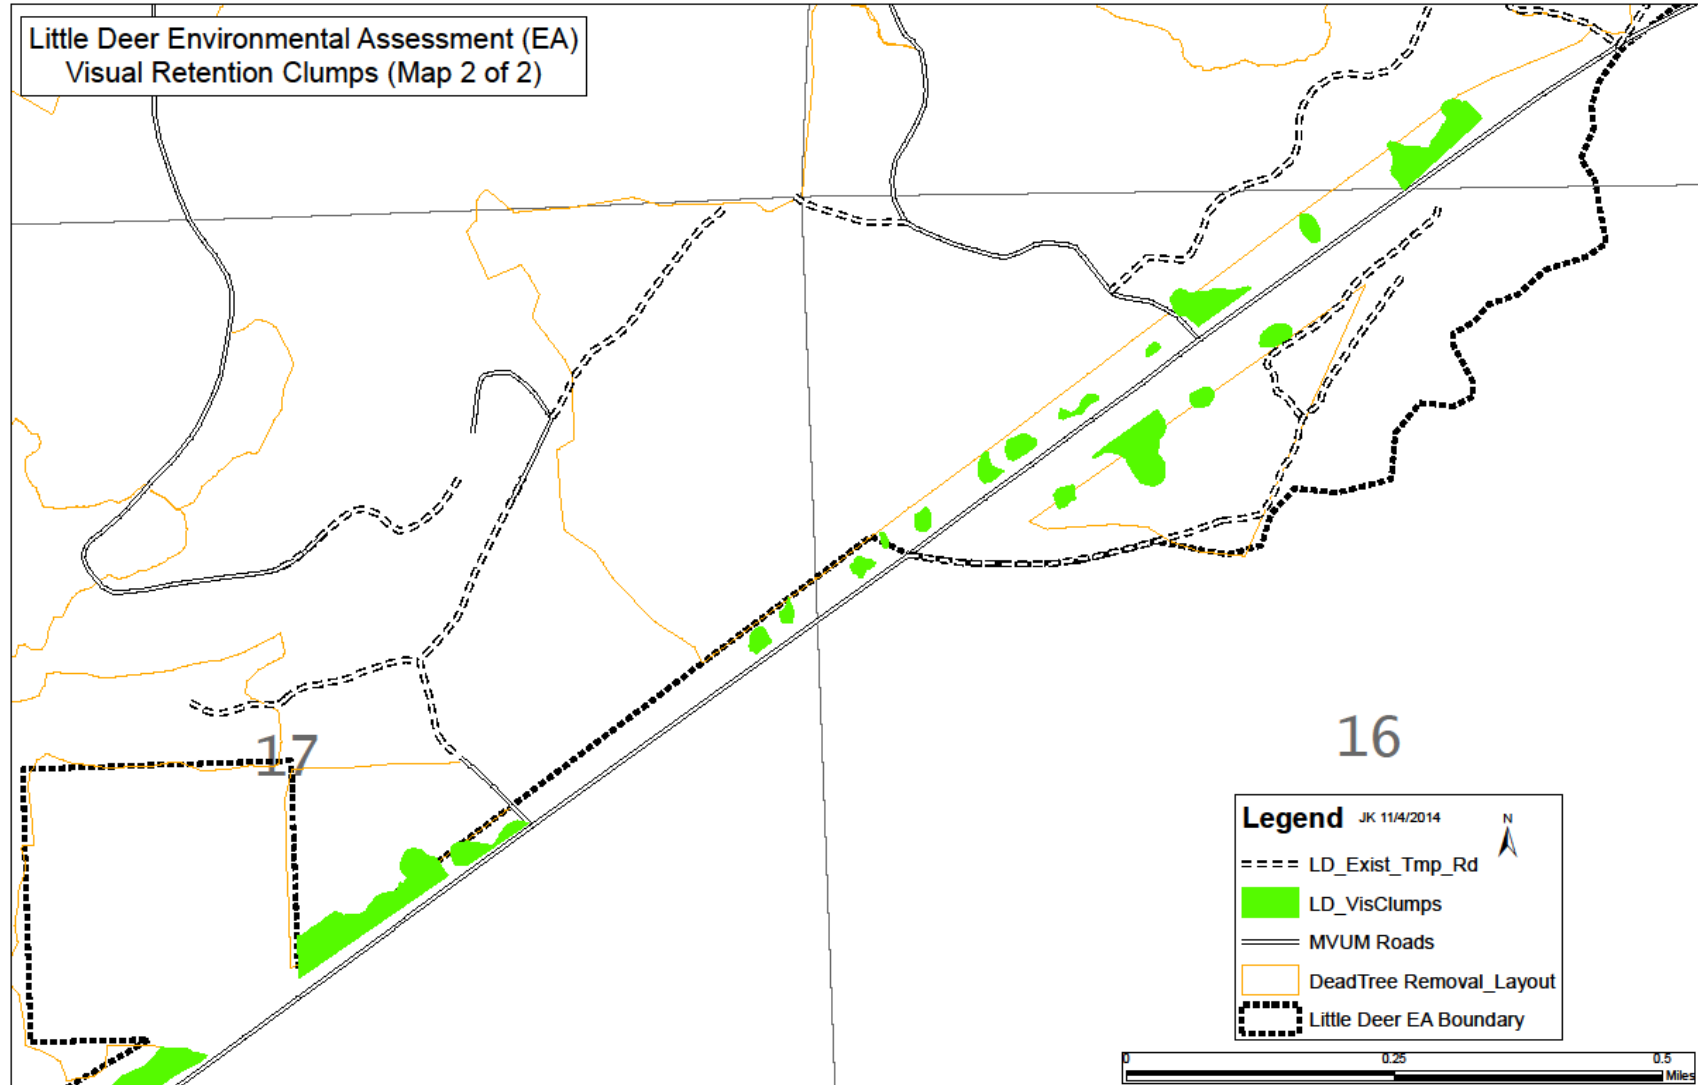 Little Deer Environmental Assessment (EA)
Visual Retention Clumps (Map 2 of 2)
17
16
Legend JK 11/4/2014 N
LD_Exist_Tmp_Rd
LD_VisClumps
MVUM Roads
DeadTree Removal_Layout
Little Deer EA Boundary
0 0.25 0.5
Miles